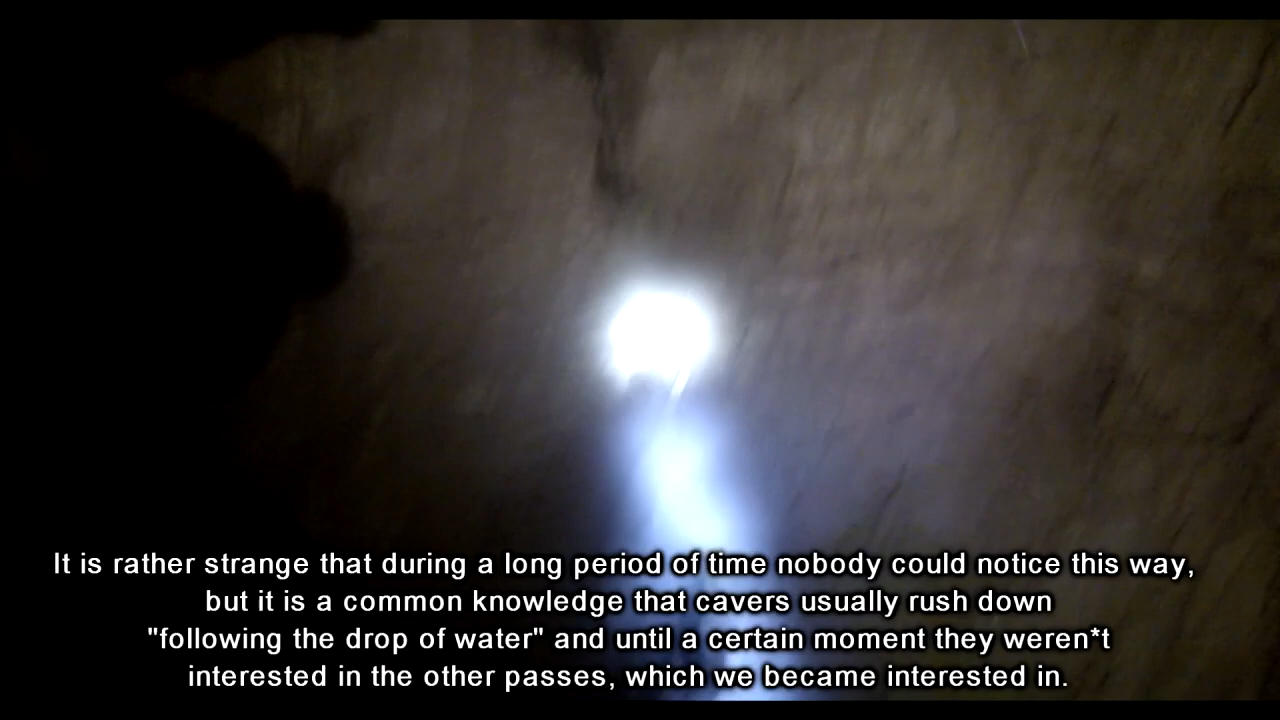 It is rather strange that during a long period of time nobody could notice this way,
but it is a common knowledge that cavers usually rush down
"following the drop of water" and until a certain moment they weren*t
interested in the other passes, which we became interested in.